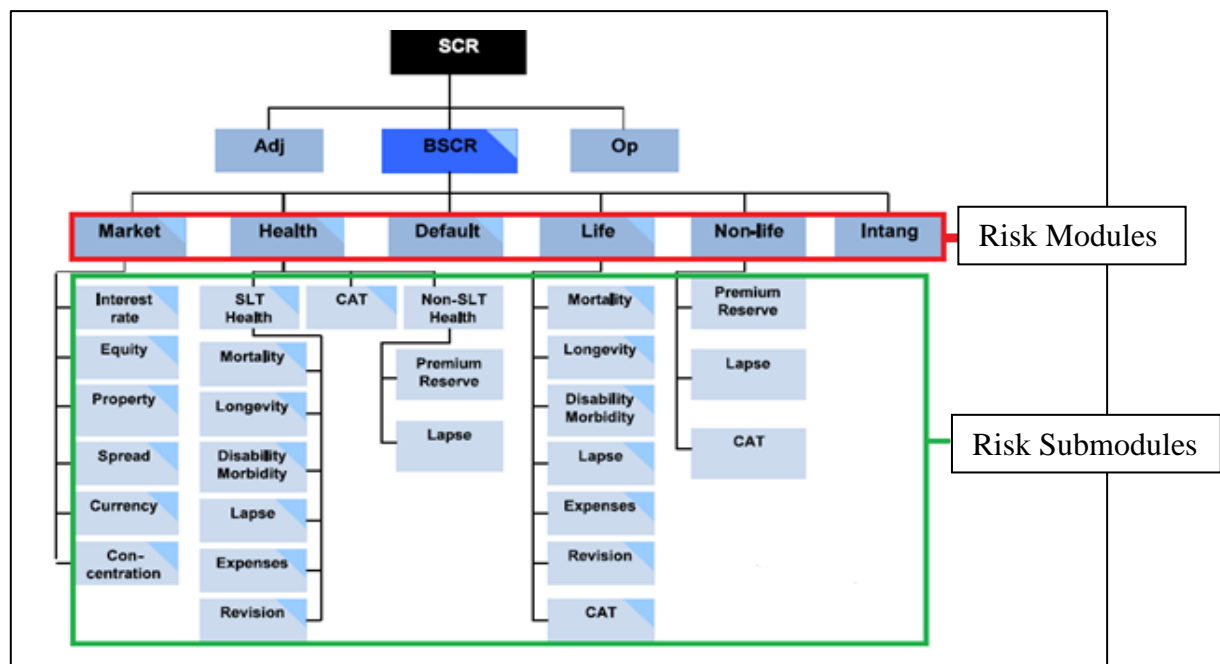 SCR
Adj
BSCR
Op
Market
Health
Default
Life
Non-life
Intang
Risk Modules
Interest
rate
Equity
Property
Spread
Currency
Con-
centration
SLT
Health
Mortality
Longevity
Disability
Morbidity
Lapse
Expenses
Revision
CAT
Non-SLT
Health
Premium
Reserve
Lapse
Mortality
Longevity
Disability
Morbidity
Lapse
Expenses
Revision
CAT
Premium
Reserve
Lapse
CAT
Risk Submodules